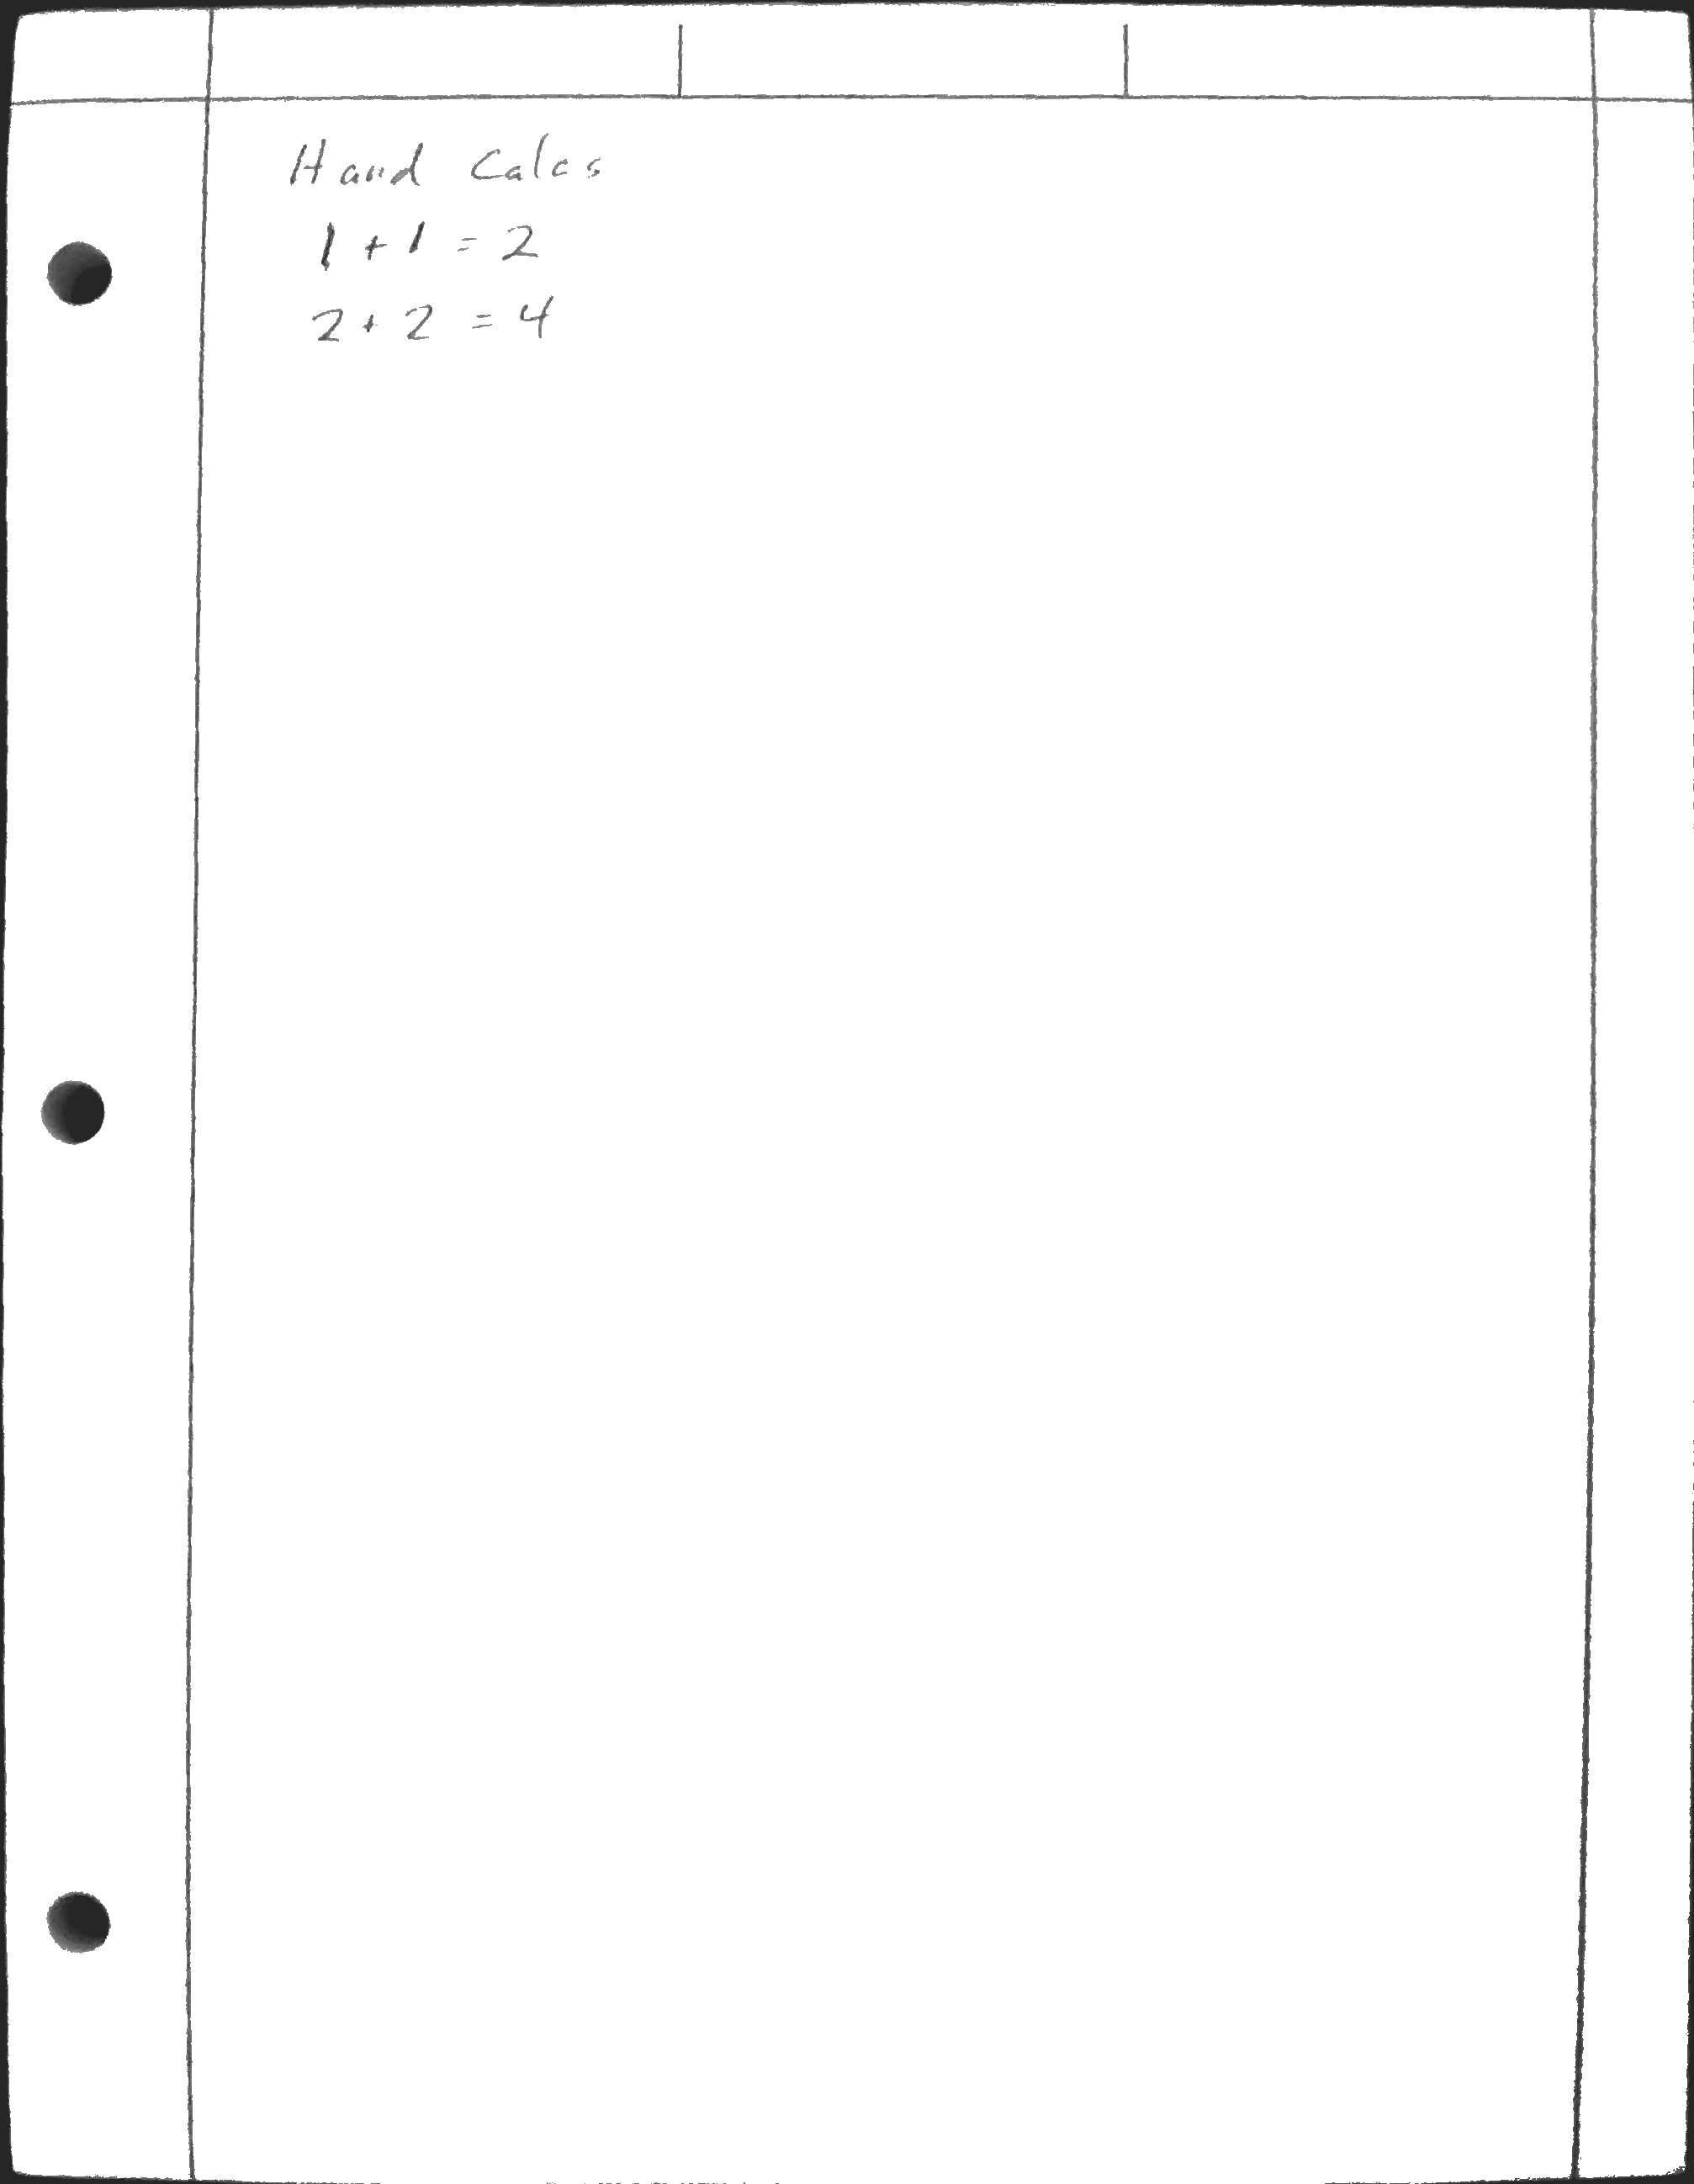 Hand Calcs
1 + 1 = 2
2 + 2 = 4